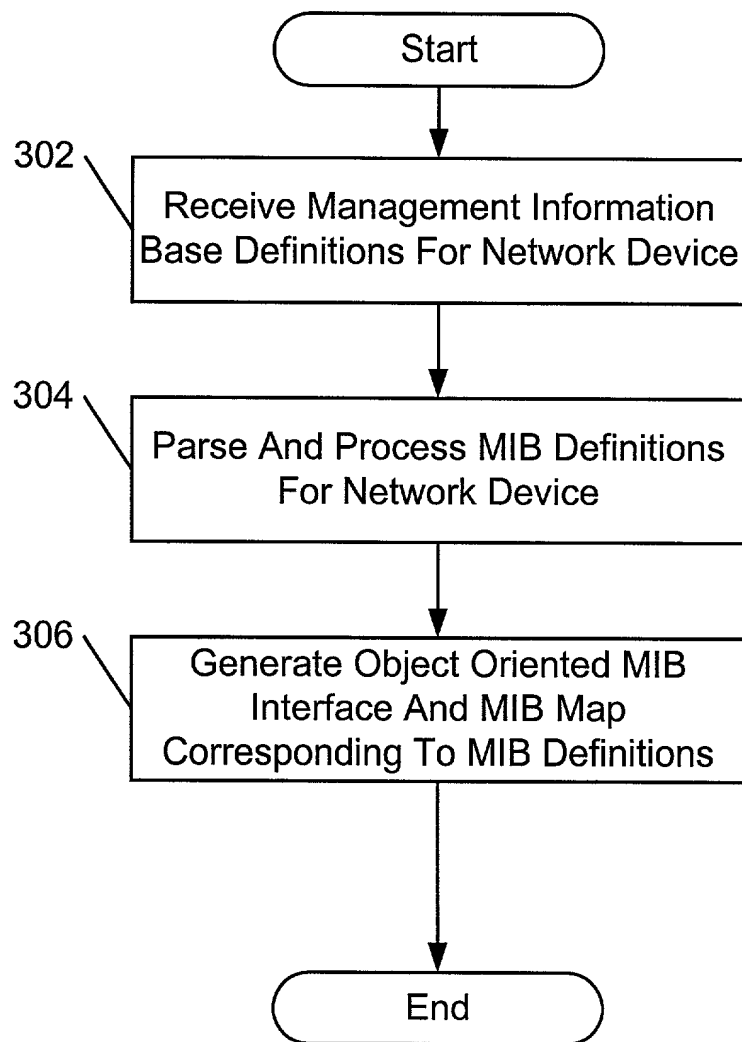 Start
302
Receive Management Information
Base Definitions For Network Device
304
Parse And Process MIB Definitions
For Network Device
306
Generate Object Oriented MIB
Interface And MIB Map
Corresponding To MIB Definitions
End